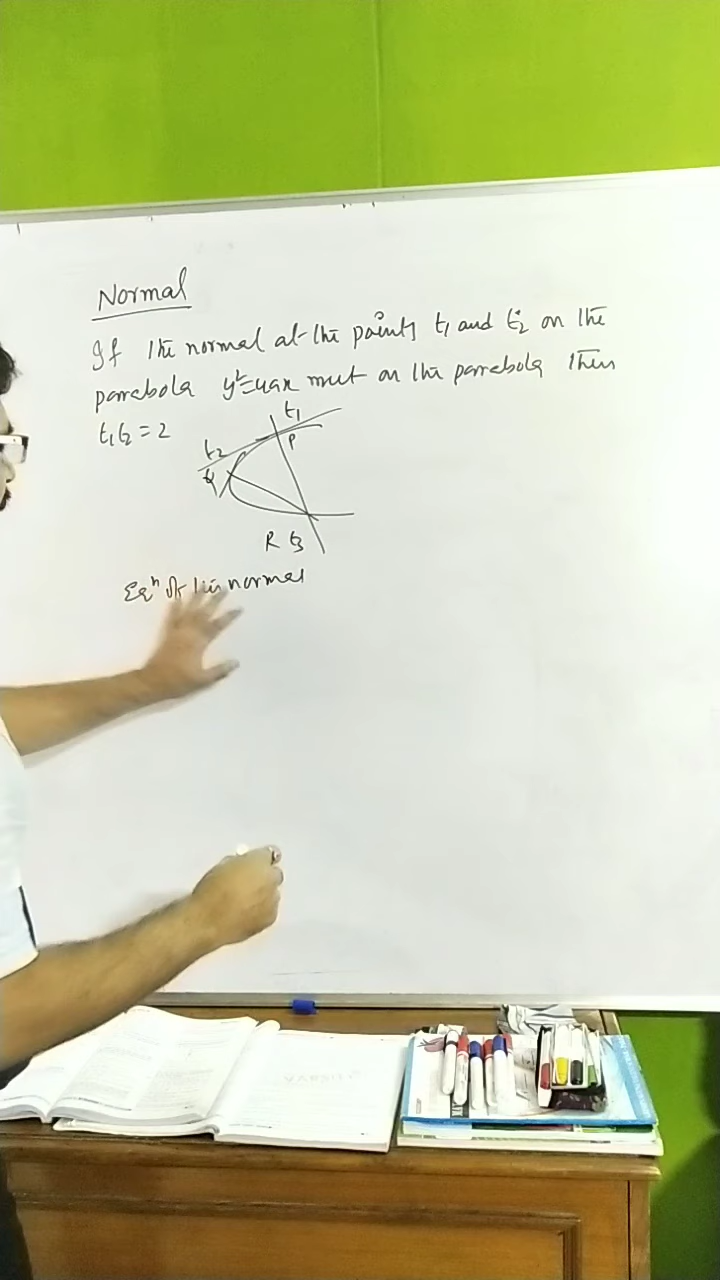 Normal
If the normal at the points t₁ and t₂ on the
parabola y²=4ax meet on the parabola then
t₁t₂ = 2
t₁
t₂
P
Q
R t₃
Eqⁿ of the normal